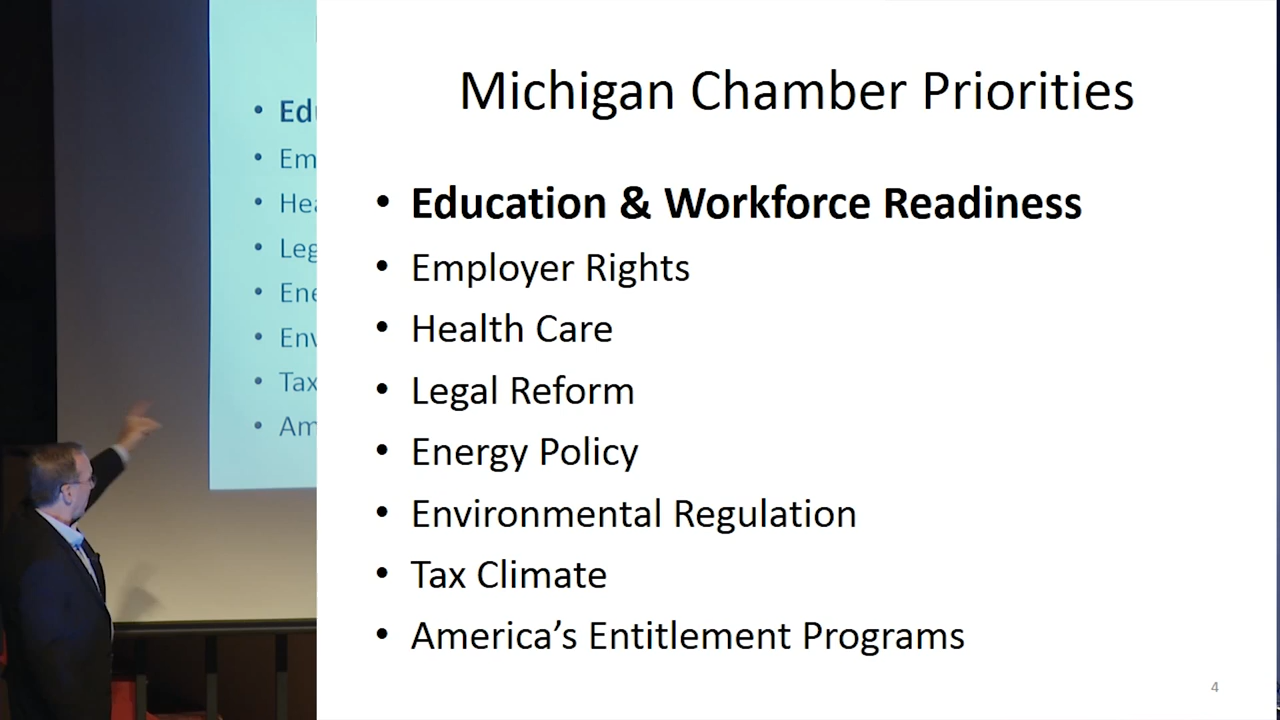 Michigan Chamber Priorities
• Education & Workforce Readiness
• Employer Rights
• Health Care
• Legal Reform
• Energy Policy
• Environmental Regulation
• Tax Climate
• America’s Entitlement Programs
4
• Edu
• Em
• Hea
• Leg
• Ene
• Env
• Tax
• Am